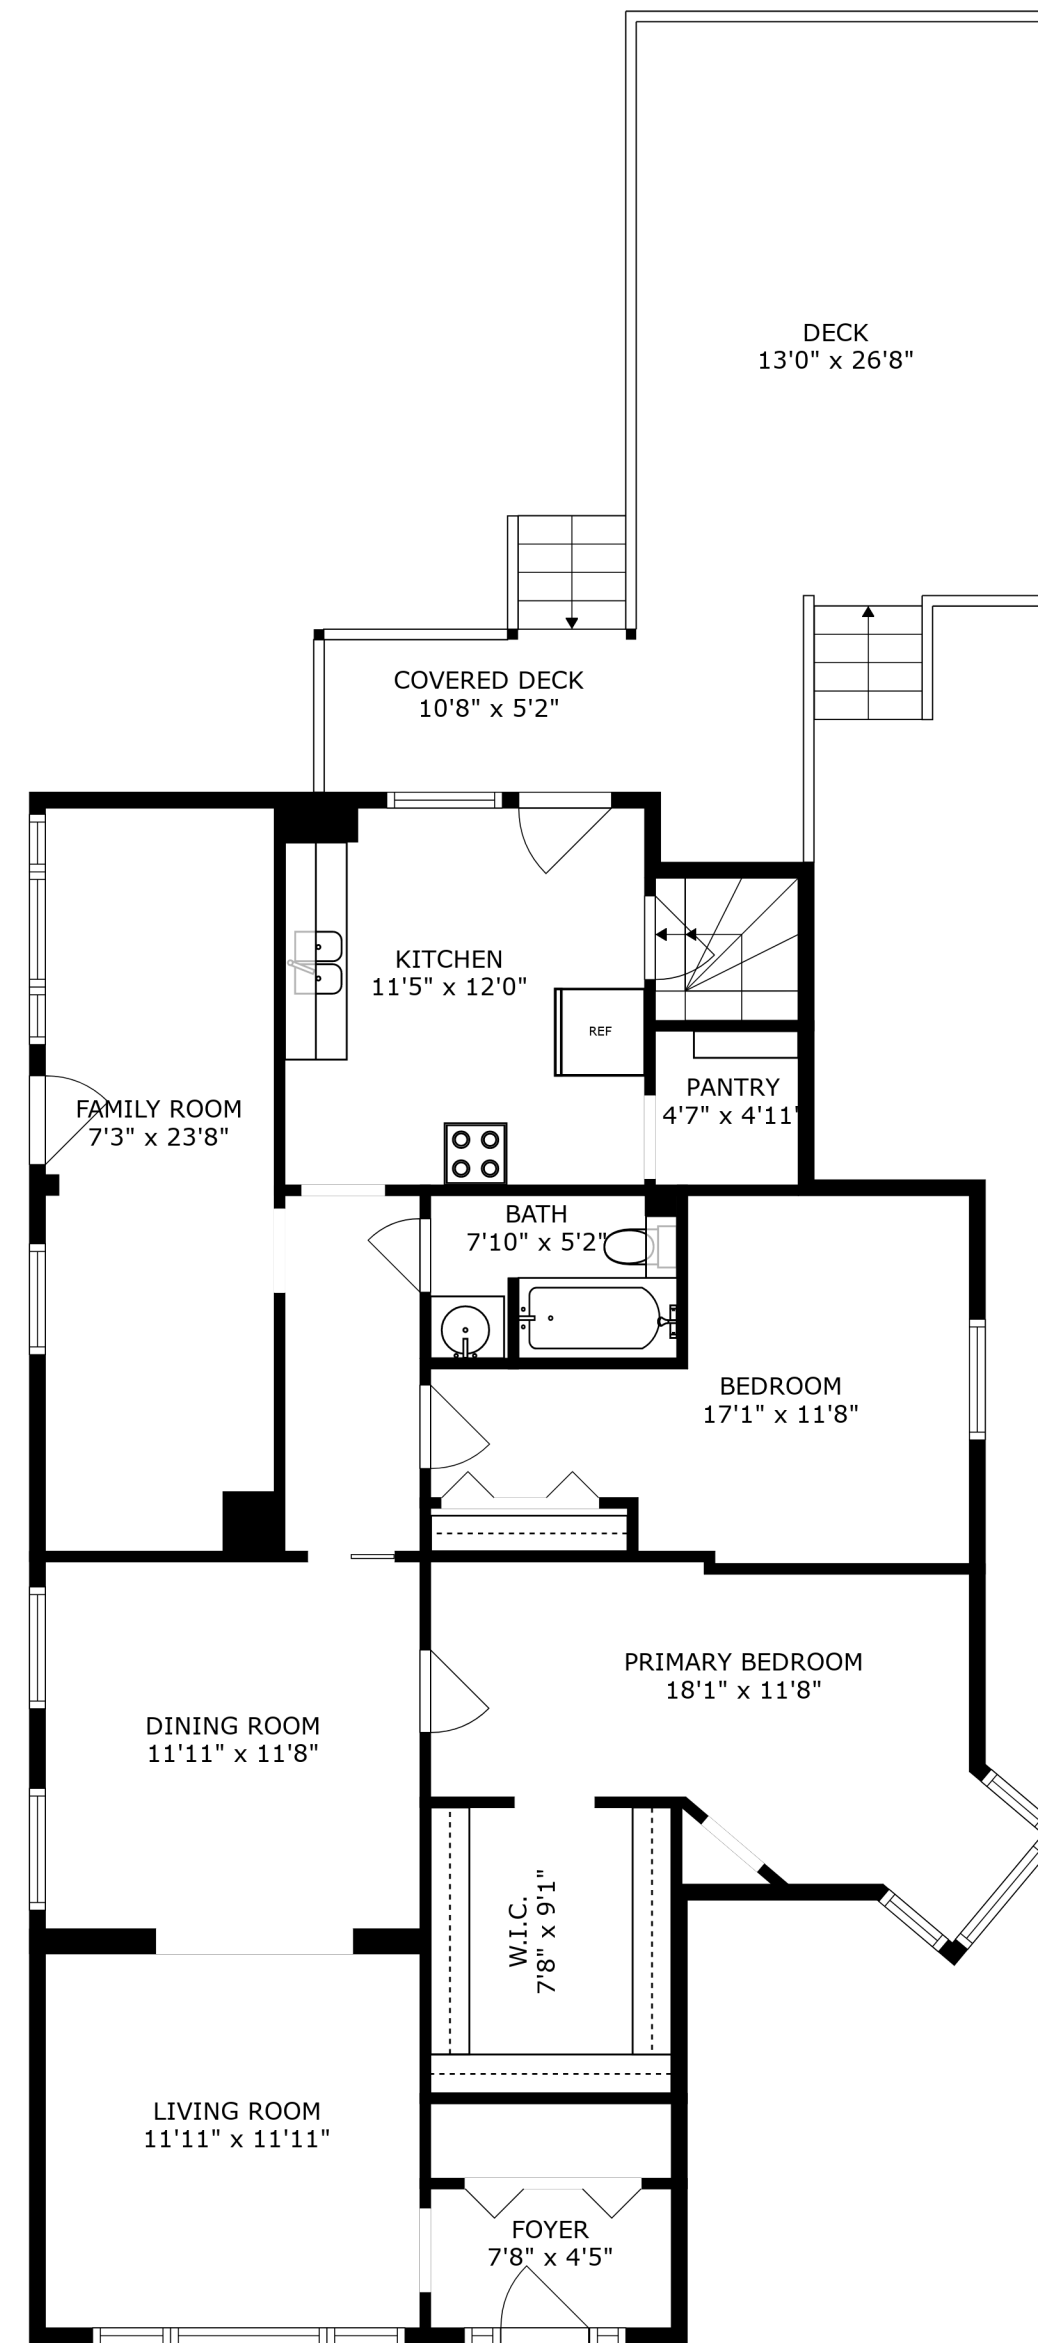 DECK
13'0" x 26'8"
COVERED DECK
10'8" x 5'2"
KITCHEN
11'5" x 12'0"
REF
PANTRY
4'7" x 4'11'
FAMILY ROOM
7'3" x 23'8"
BATH
7'10" x 5'2"
BEDROOM
17'1" x 11'8"
PRIMARY BEDROOM
18'1" x 11'8"
DINING ROOM
11'11" x 11'8"
W.I.C.
7'8" x 9'1"
LIVING ROOM
11'11" x 11'11"
FOYER
7'8" x 4'5"